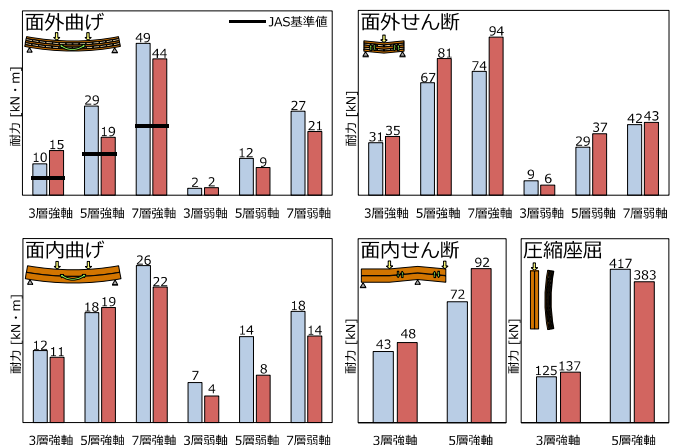 面外曲げ
JAS基準値
耐力 [kN・m]
10 15 29 19 49 44 2 2 12 9 27 21
3層強軸 5層強軸 7層強軸 3層弱軸 5層弱軸 7層弱軸
面外せん断
耐力 [kN]
31 35 67 81 74 94 9 6 29 37 42 43
3層強軸 5層強軸 7層強軸 3層弱軸 5層弱軸 7層弱軸
面内曲げ
耐力 [kN・m]
12 11 18 19 26 22 7 4 14 8 18 14
3層強軸 5層強軸 7層強軸 3層弱軸 5層弱軸 7層弱軸
面内せん断
耐力 [kN]
43 48 72 92
3層強軸 5層強軸
圧縮座屈
耐力 [kN]
125 137 417 383
3層強軸 5層強軸